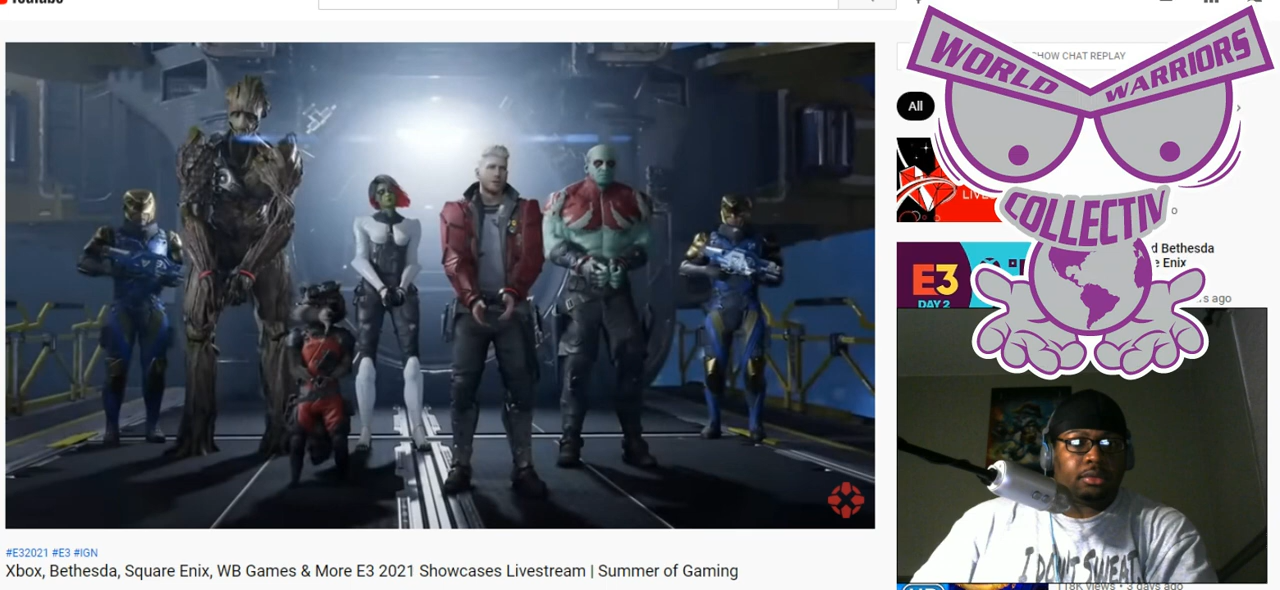 YouTube
SHOW CHAT REPLAY
WORLD WARRIORS
COLLECTIV
All
LIVE
d Bethesda
e Enix
E3
DAY 2
s ago
I DON'T SWEAT
118K views • 3 days ago
#E32021 #E3 #IGN
Xbox, Bethesda, Square Enix, WB Games & More E3 2021 Showcases Livestream | Summer of Gaming